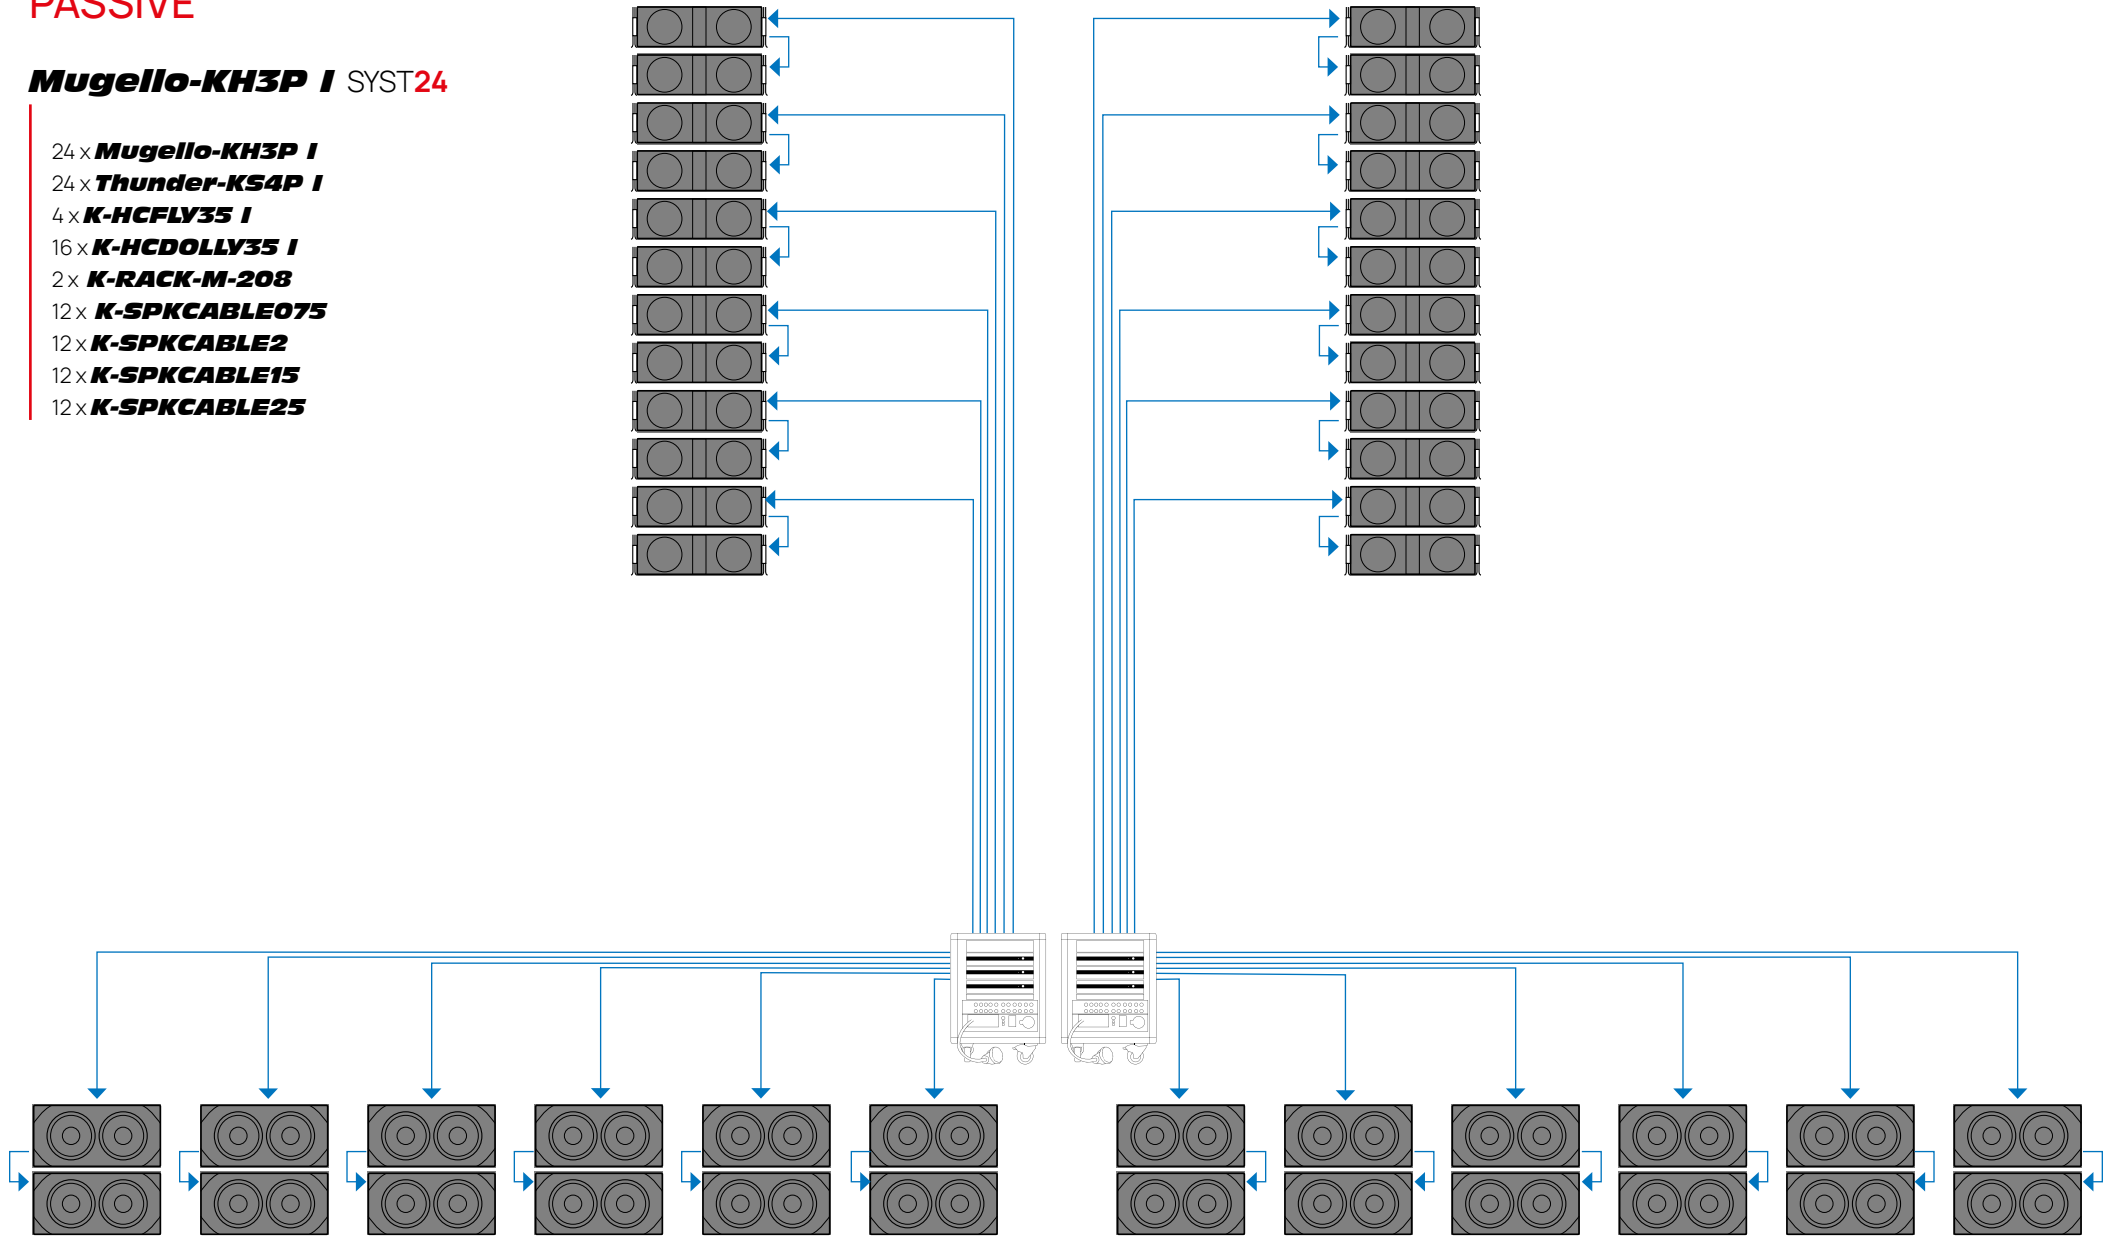 PASSIVE
Mugello-KH3P I SYST24
24 x Mugello-KH3P I
24 x Thunder-KS4P I
4 x K-HCFLY35 I
16 x K-HCDOLLY35 I
2 x K-RACK-M-208
12 x K-SPKCABLE075
12 x K-SPKCABLE2
12 x K-SPKCABLE15
12 x K-SPKCABLE25